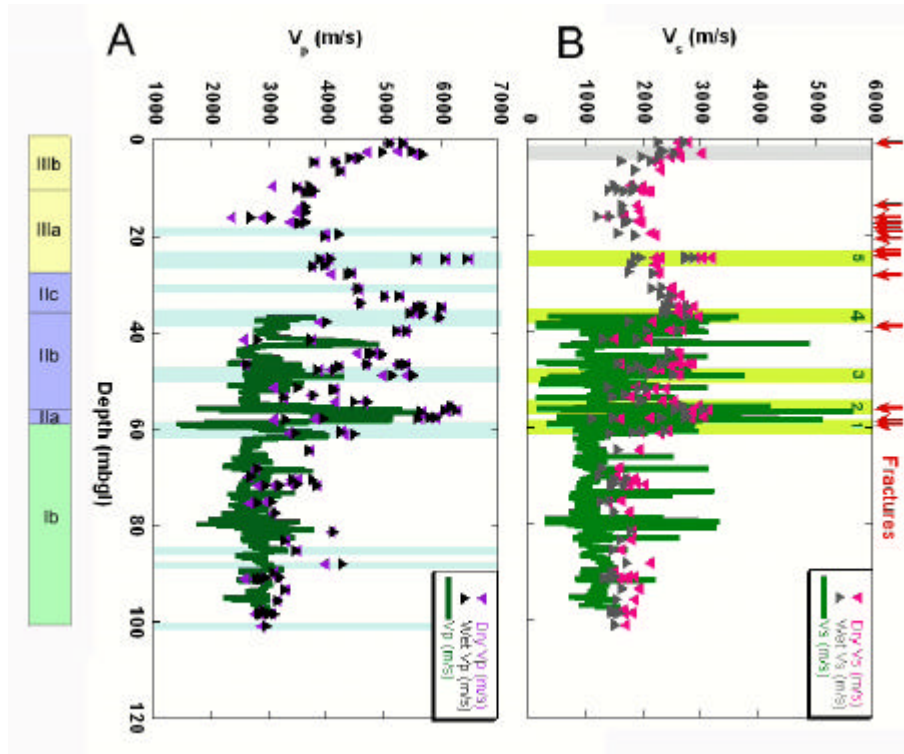 A
V_p (m/s)
1000
2000
3000
4000
5000
6000
7000
B
V_s (m/s)
0
1000
2000
3000
4000
5000
6000
0
20
40
60
80
100
120
Depth (mbgl)
IIIb
IIIa
IIc
IIb
IIa
Ib
5
4
3
2
1
Fractures
Dry Vp (m/s)
Wet Vp (m/s)
Vp (m/s)
Dry Vs (m/s)
Wet Vs (m/s)
Vs (m/s)